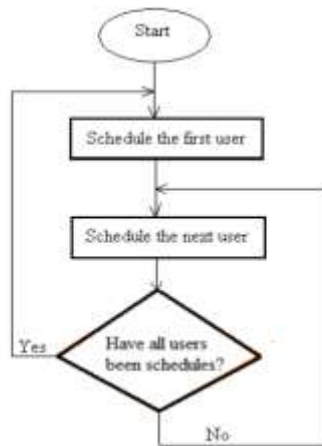 Start
Schedule the first user
Schedule the next user
Have all users
been schedules?
Yes
No